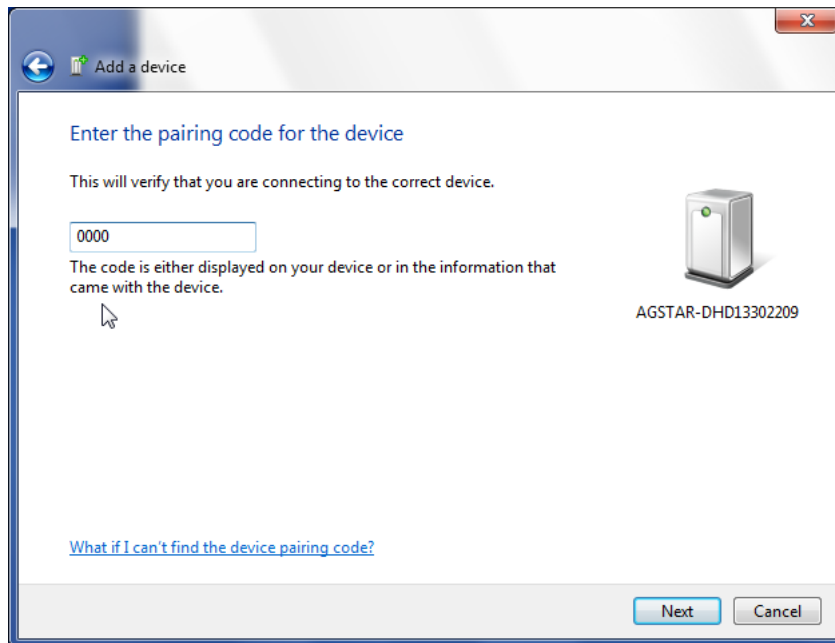 Add a device
Enter the pairing code for the device
This will verify that you are connecting to the correct device.
0000
The code is either displayed on your device or in the information that
came with the device.
AGSTAR-DHD13302209
What if I can't find the device pairing code?
Next
Cancel